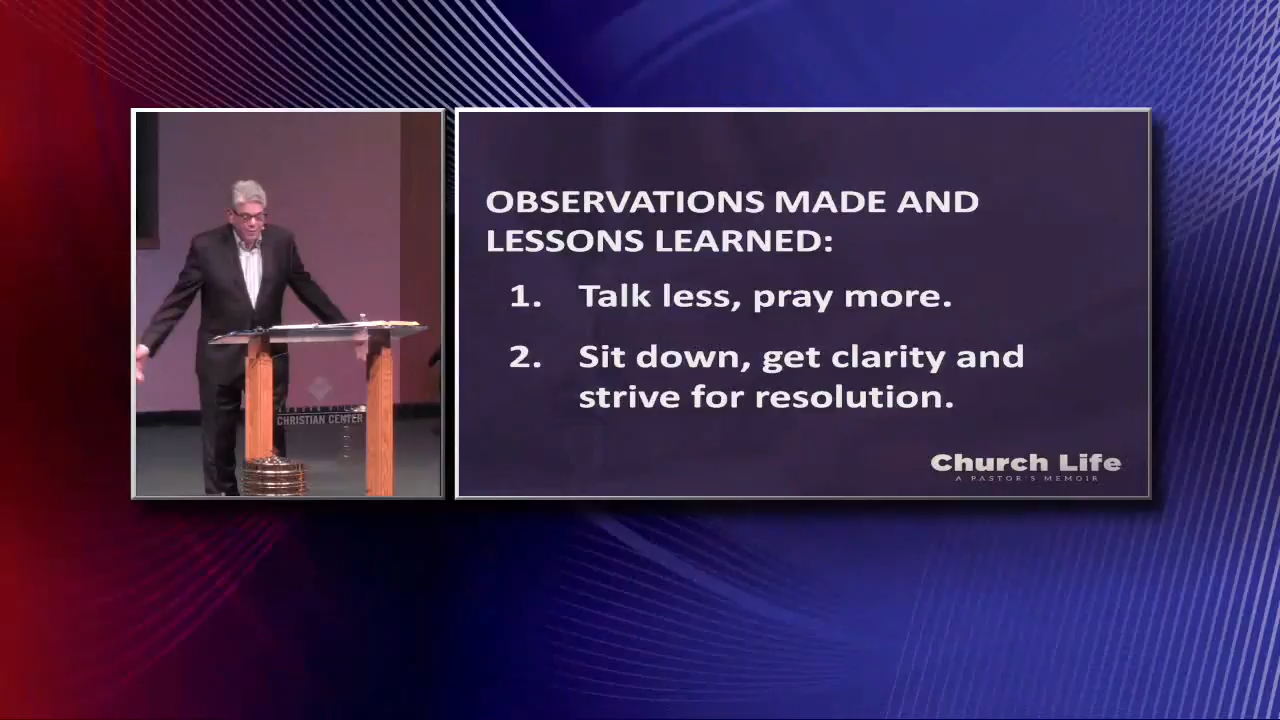 OBSERVATIONS MADE AND
LESSONS LEARNED:
1. Talk less, pray more.
2. Sit down, get clarity and
strive for resolution.
Church Life
A PASTOR'S MEMOIR
CHRISTIAN CENTER